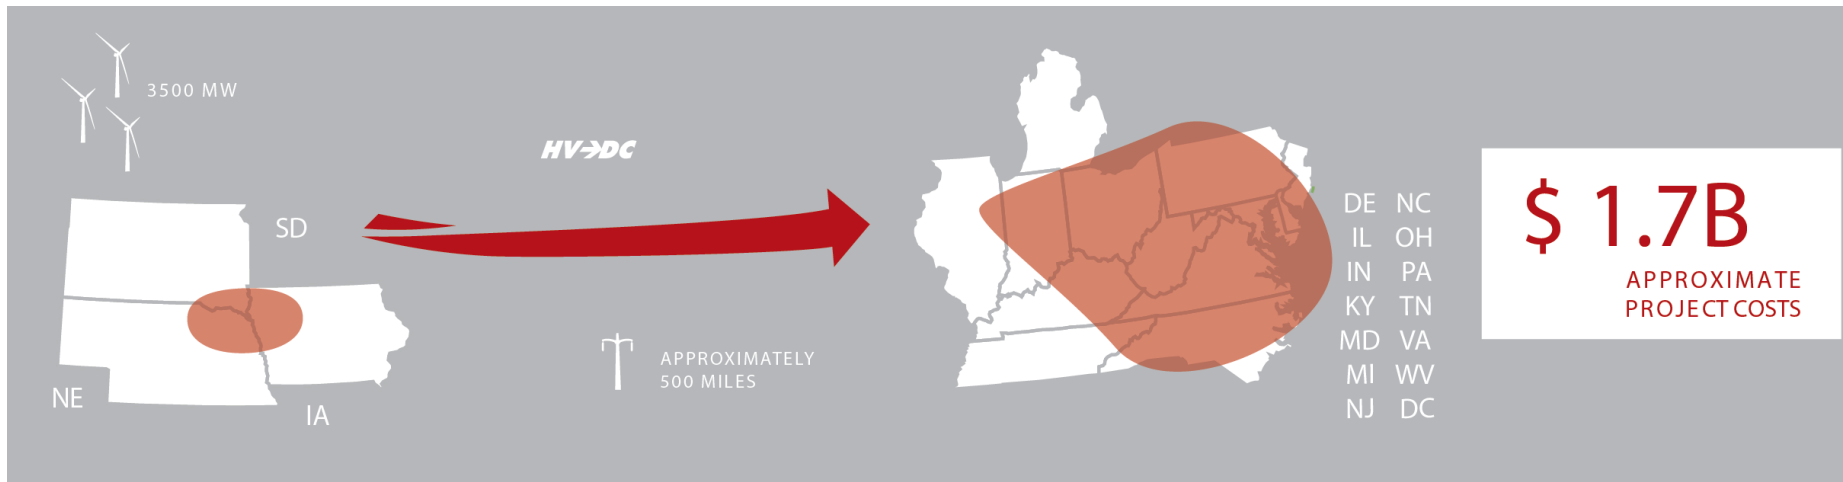 3500 MW
SD
NE
IA
HV→DC
APPROXIMATELY
500 MILES
DE NC
IL OH
IN PA
KY TN
MD VA
MI WV
NJ DC
$ 1.7B
APPROXIMATE
PROJECT COSTS